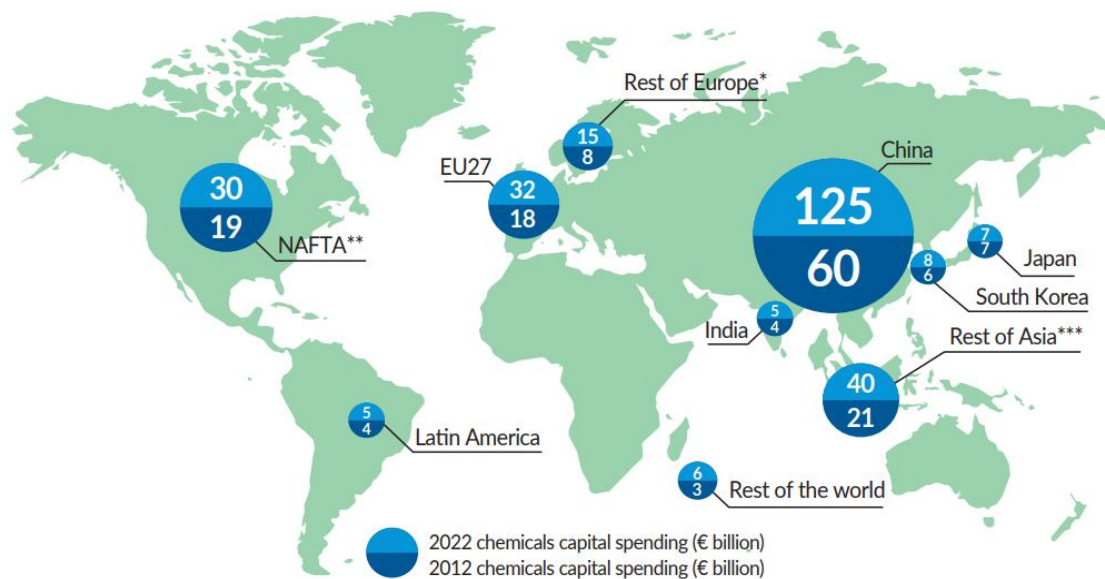 Rest of Europe*
15
8
China
EU27
32
18
30
19
NAFTA**
125
60
7
7
Japan
8
6
South Korea
India
5
4
Rest of Asia***
40
21
5
4
Latin America
6
3
Rest of the world
2022 chemicals capital spending (€ billion)
2012 chemicals capital spending (€ billion)